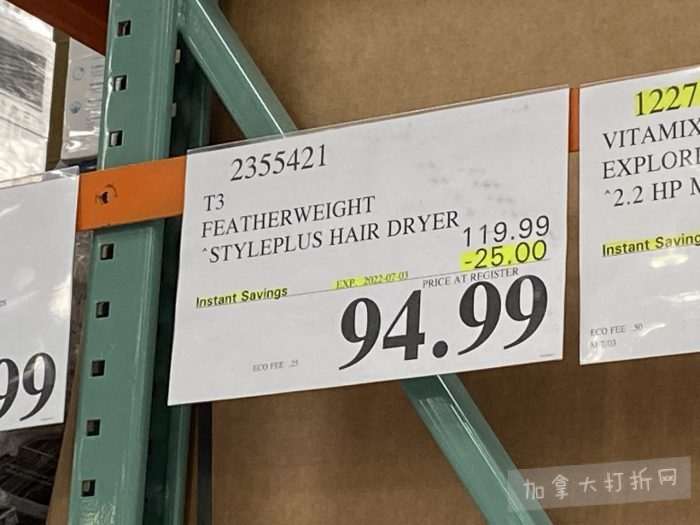 99
2355421
T3
FEATHERWEIGHT
^STYLEPLUS HAIR DRYER
119.99
-25.00
Instant Savings
EXP. 2022-07-03
PRICE AT REGISTER
94.99
ECO FEE .25
1227
VITAMIX
EXPLORI
^2.2 HP M
Instant Saving
ECO FEE .50
加拿大打折网